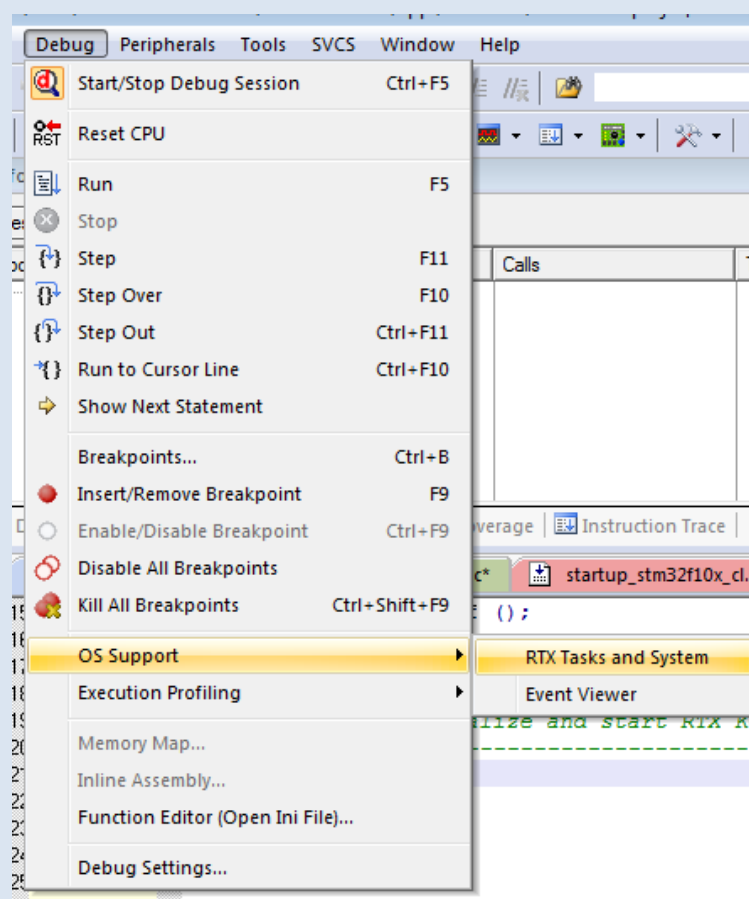 Debug Peripherals Tools SVCS Window Help
Start/Stop Debug Session Ctrl+F5
RST Reset CPU
Run F5
Stop
Step F11
Calls
Step Over F10
Step Out Ctrl+F11
Run to Cursor Line Ctrl+F10
Show Next Statement
Breakpoints... Ctrl+B
Insert/Remove Breakpoint F9
Enable/Disable Breakpoint Ctrl+F9
Instruction Trace
Disable All Breakpoints
startup_stm32f10x_cl.
Kill All Breakpoints Ctrl+Shift+F9
();
OS Support
RTX Tasks and System
Execution Profiling
Event Viewer
and start RTX
Memory Map...
Inline Assembly...
Function Editor (Open Ini File)...
Debug Settings...